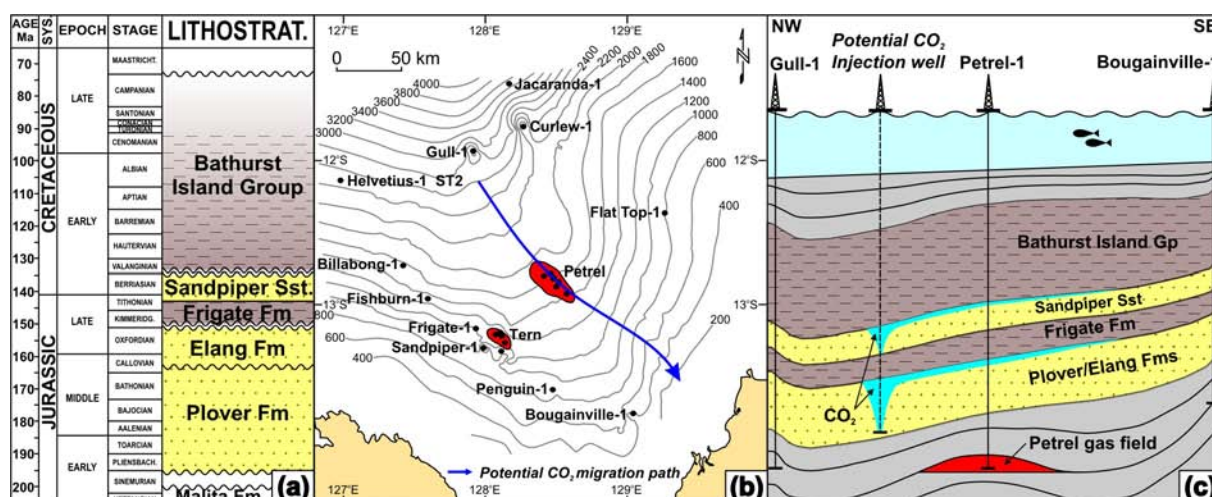 AGE
Ma
SYS.
EPOCH
STAGE
LITHOSTRAT.
70
80
90
100
110
120
130
140
150
160
170
180
190
200
CRETACEOUS
JURASSIC
LATE
EARLY
LATE
MIDDLE
EARLY
MAASTRICHT.
CAMPANIAN
SANTONIAN
CONACIAN
TURONIAN
CENOMANIAN
ALBIAN
APTIAN
BARREMIAN
HAUTERVIAN
VALANGINIAN
BERRIASIAN
TITHONIAN
KIMMERIDG.
OXFORDIAN
CALLOVIAN
BATHONIAN
BAJOCIAN
AALENIAN
TOARCIAN
PLIENSBACH.
SINEMURIAN
Bathurst
Island Group
Sandpiper Sst.
Frigate Fm
Elang Fm
Plover Fm
Malita Fm
(a)
127°E
128°E
129°E
0 50 km
N
2400
2200
2000
1800
1600
1400
1200
1000
800
600
400
200
4000
3800
3600
3400
3200
3000
Jacaranda-1
Curlew-1
Gull-1
12°S
12°S
Helvetius-1 ST2
Flat Top-1
Billabong-1
Petrel
Fishburn-1
13°S
13°S
800
600
400
Frigate-1
Tern
Sandpiper-1
Penguin-1
Bougainville-1
Potential CO2 migration path
127°E
128°E
129°E
(b)
NW
SE
Potential CO2
Injection well
Gull-1
Petrel-1
Bougainville-1
Bathurst Island Gp
Sandpiper Sst
Frigate Fm
Plover/Elang Fms
CO2
Petrel gas field
(c)